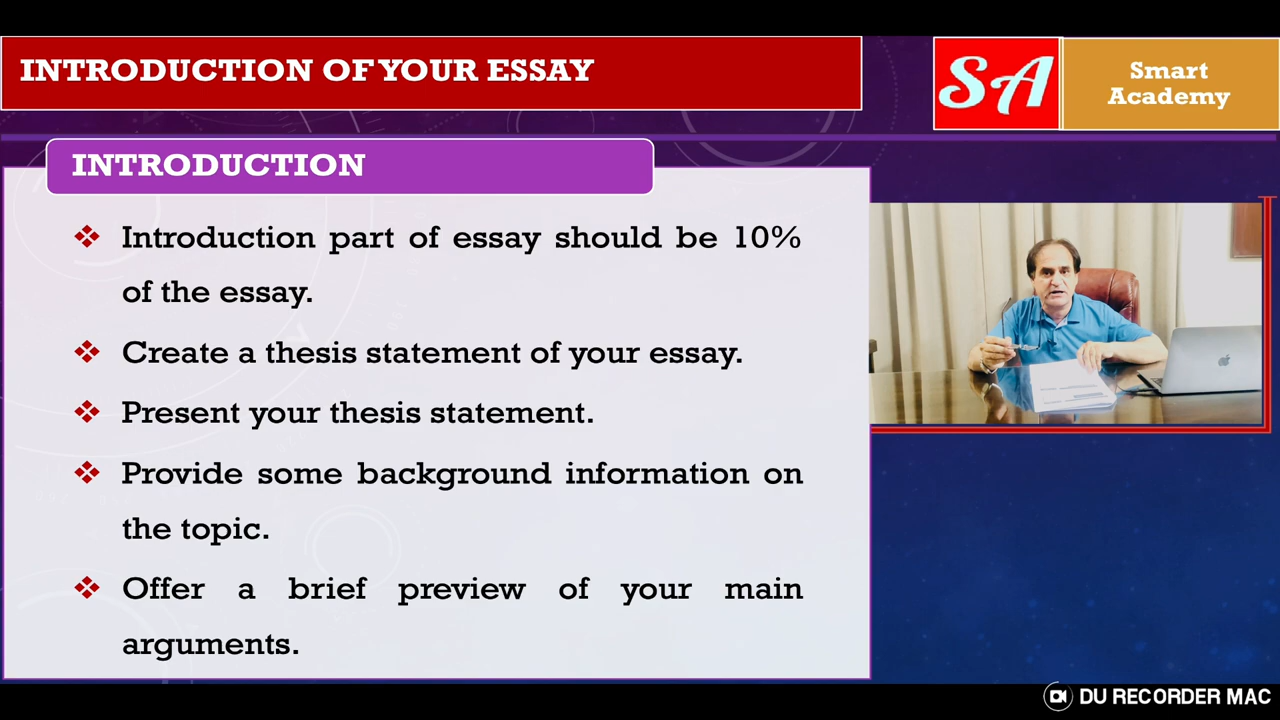 INTRODUCTION OF YOUR ESSAY
SA
Smart
Academy
INTRODUCTION
Introduction part of essay should be 10%
of the essay.
Create a thesis statement of your essay.
Present your thesis statement.
Provide some background information on
the topic.
Offer a brief preview of your main
arguments.
DU RECORDER MAC